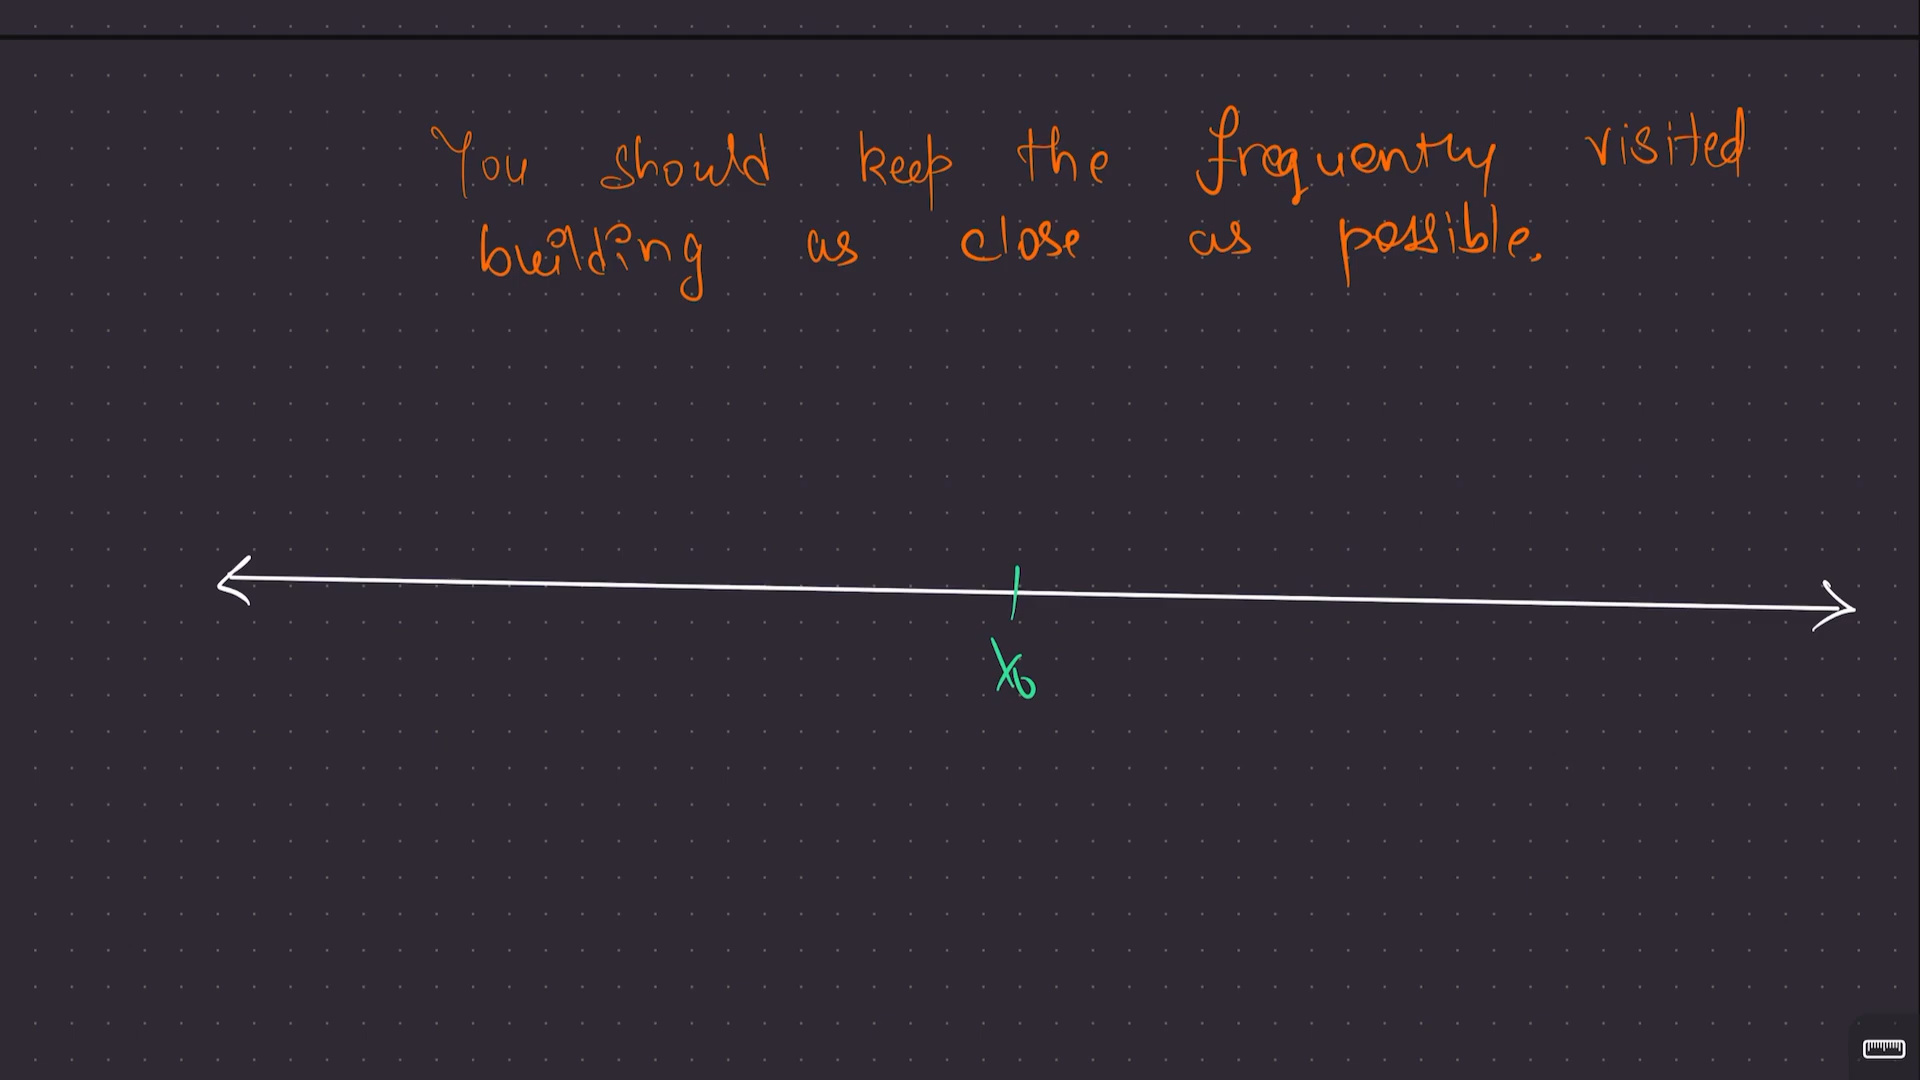 You should keep the frequently visited
building as close as possible.
x₀